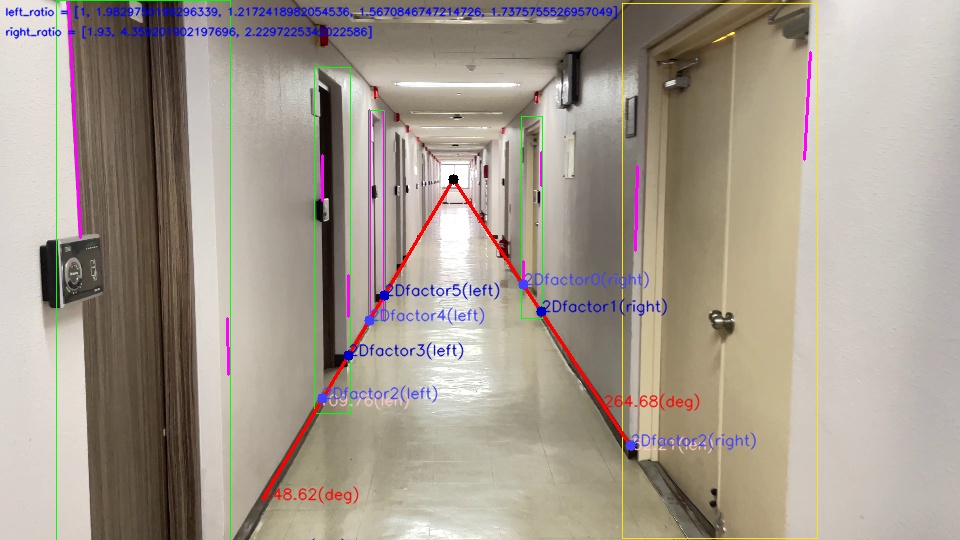 left_ratio = [1, 1.9829750196296339, 1.2172418982054536, 1.5670846747214726, 1.7375755526957049]
right_ratio = [1.93, 4.359201902197696, 2.2297225342022586]
2Dfactor0(right)
2Dfactor5(left)
2Dfactor1(right)
2Dfactor4(left)
2Dfactor3(left)
2Dfactor2(left)
264.68(deg)
2Dfactor2(right)
48.62(deg)